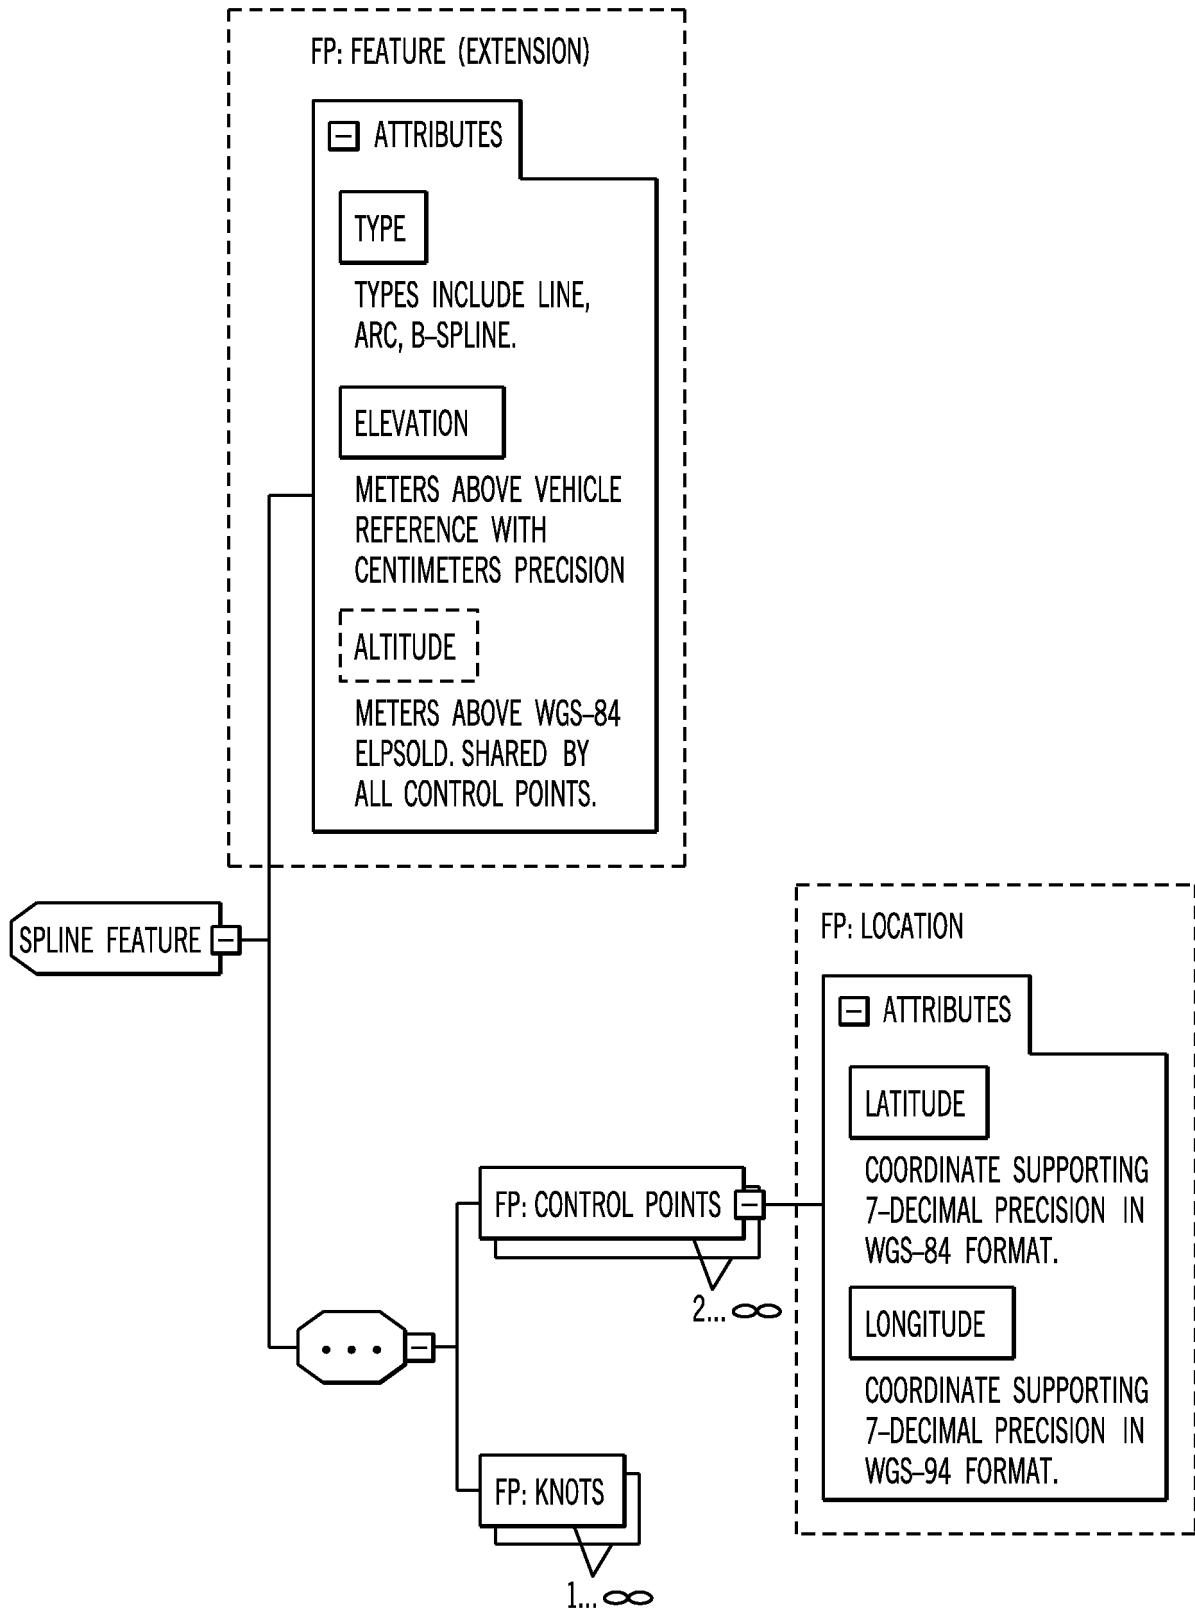 FP: FEATURE (EXTENSION)
ATTRIBUTES
TYPE
TYPES INCLUDE LINE,
ARC, B–SPLINE.
ELEVATION
METERS ABOVE VEHICLE
REFERENCE WITH
CENTIMETERS PRECISION
ALTITUDE
METERS ABOVE WGS–84
ELPSOLD. SHARED BY
ALL CONTROL POINTS.
SPLINE FEATURE
FP: LOCATION
ATTRIBUTES
LATITUDE
COORDINATE SUPPORTING
7–DECIMAL PRECISION IN
WGS–84 FORMAT.
LONGITUDE
COORDINATE SUPPORTING
7–DECIMAL PRECISION IN
WGS–94 FORMAT.
FP: CONTROL POINTS
2... ∞
• • •
FP: KNOTS
1... ∞